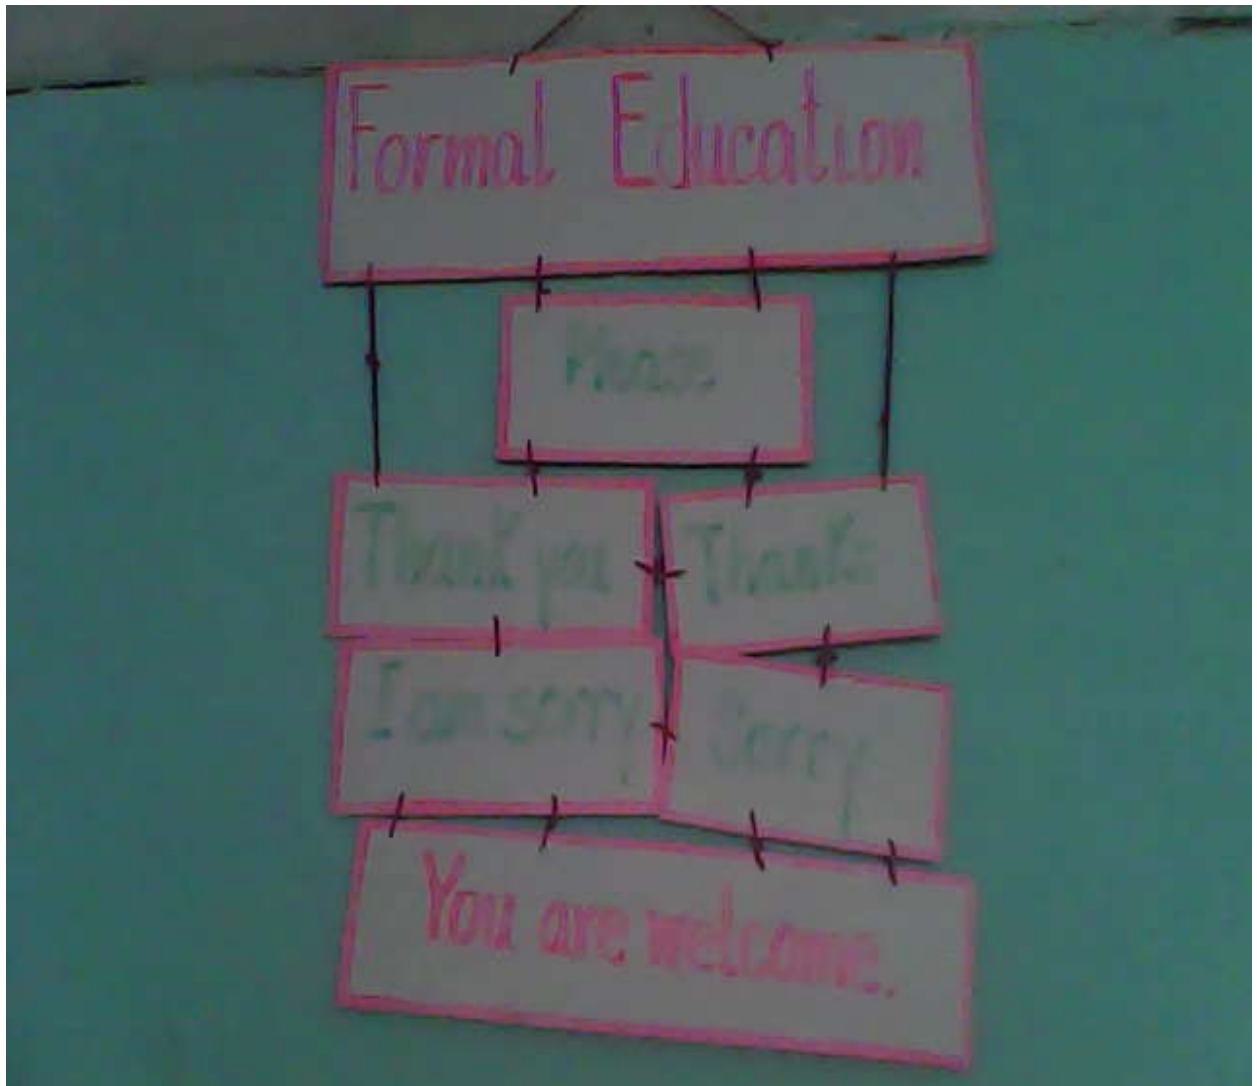 Formal Education
Please
Thank you
Thanks
I am sorry
Sorry
You are welcome.